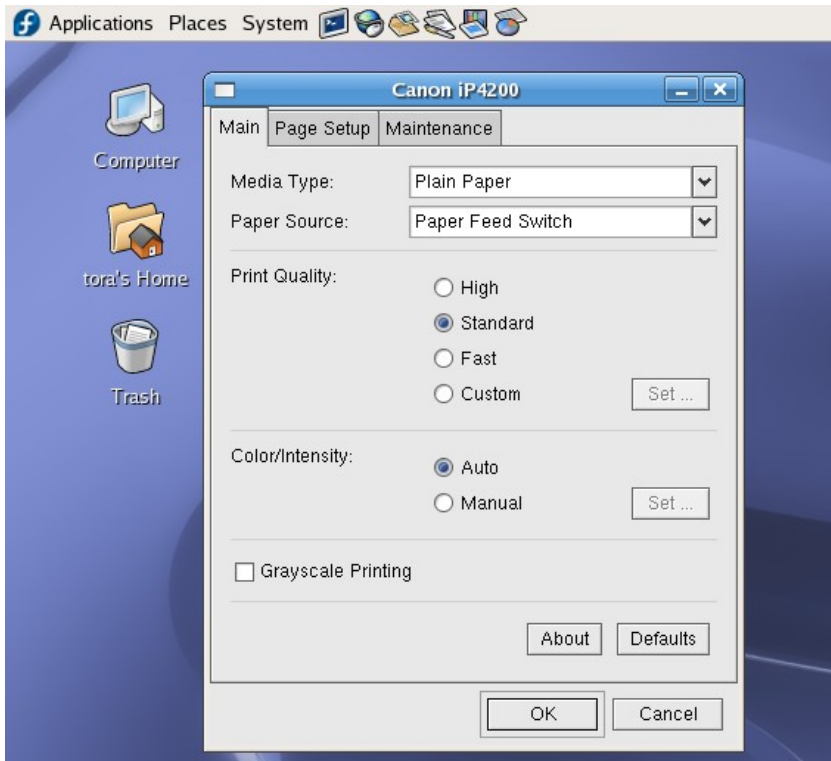 Applications Places System
Canon iP4200
Main Page Setup Maintenance
Computer
Media Type: Plain Paper
Paper Source: Paper Feed Switch
tora's Home
Print Quality:
High
Standard
Fast
Trash
Custom Set ...
Color/Intensity:
Auto
Manual Set ...
Grayscale Printing
About Defaults
OK Cancel